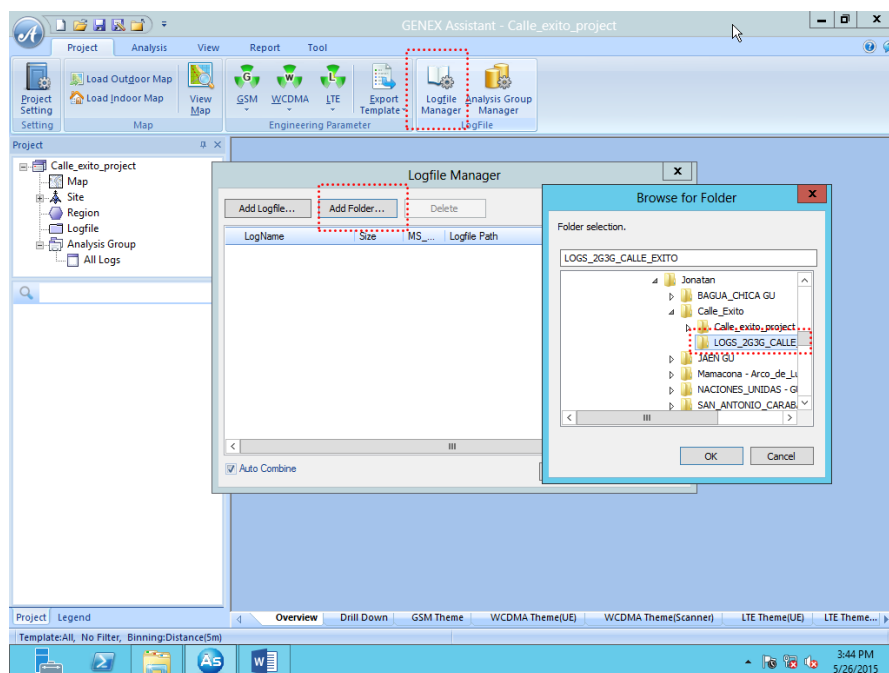 GENEX Assistant - Calle_exito_project
Project Analysis View Report Tool
Project Setting
Load Outdoor Map
Load Indoor Map
View Map
GSM WCDMA LTE
Export Template
Logfile Manager
Analysis Group Manager
Setting Map Engineering Parameter LogFile
Project
Calle_exito_project
Map
Site
Region
Logfile
Analysis Group
All Logs
Logfile Manager
Add Logfile... Add Folder... Delete
LogName Size MS_... Logfile Path
Auto Combine
Browse for Folder
Folder selection.
LOGS_2G3G_CALLE_EXITO
Jonatan
BAGUA_CHICA GU
Calle_Exito
Calle_exito_project
LOGS_2G3G_CALLE
JAEN GU
Mamacona - Arco_de_Lu
NACIONES_UNIDAS - G
SAN_ANTONIO_CARAB
OK Cancel
Project Legend
Overview Drill Down GSM Theme WCDMA Theme(UE) WCDMA Theme(Scanner) LTE Theme(UE) LTE Theme...
Template:All, No Filter, Binning:Distance(5m)
3:44 PM
5/26/2015